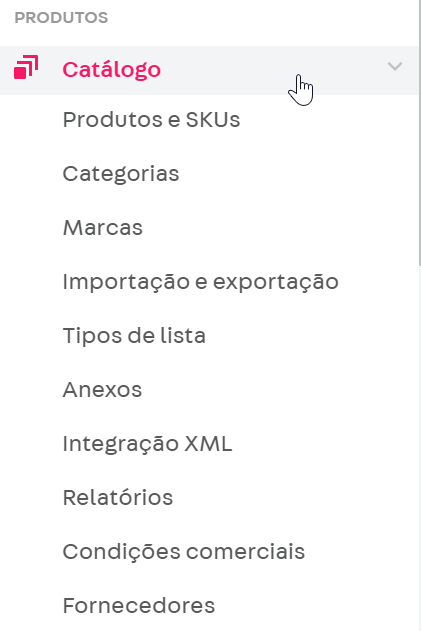 PRODUTOS
Catálogo
Produtos e SKUs
Categorias
Marcas
Importação e exportação
Tipos de lista
Anexos
Integração XML
Relatórios
Condições comerciais
Fornecedores